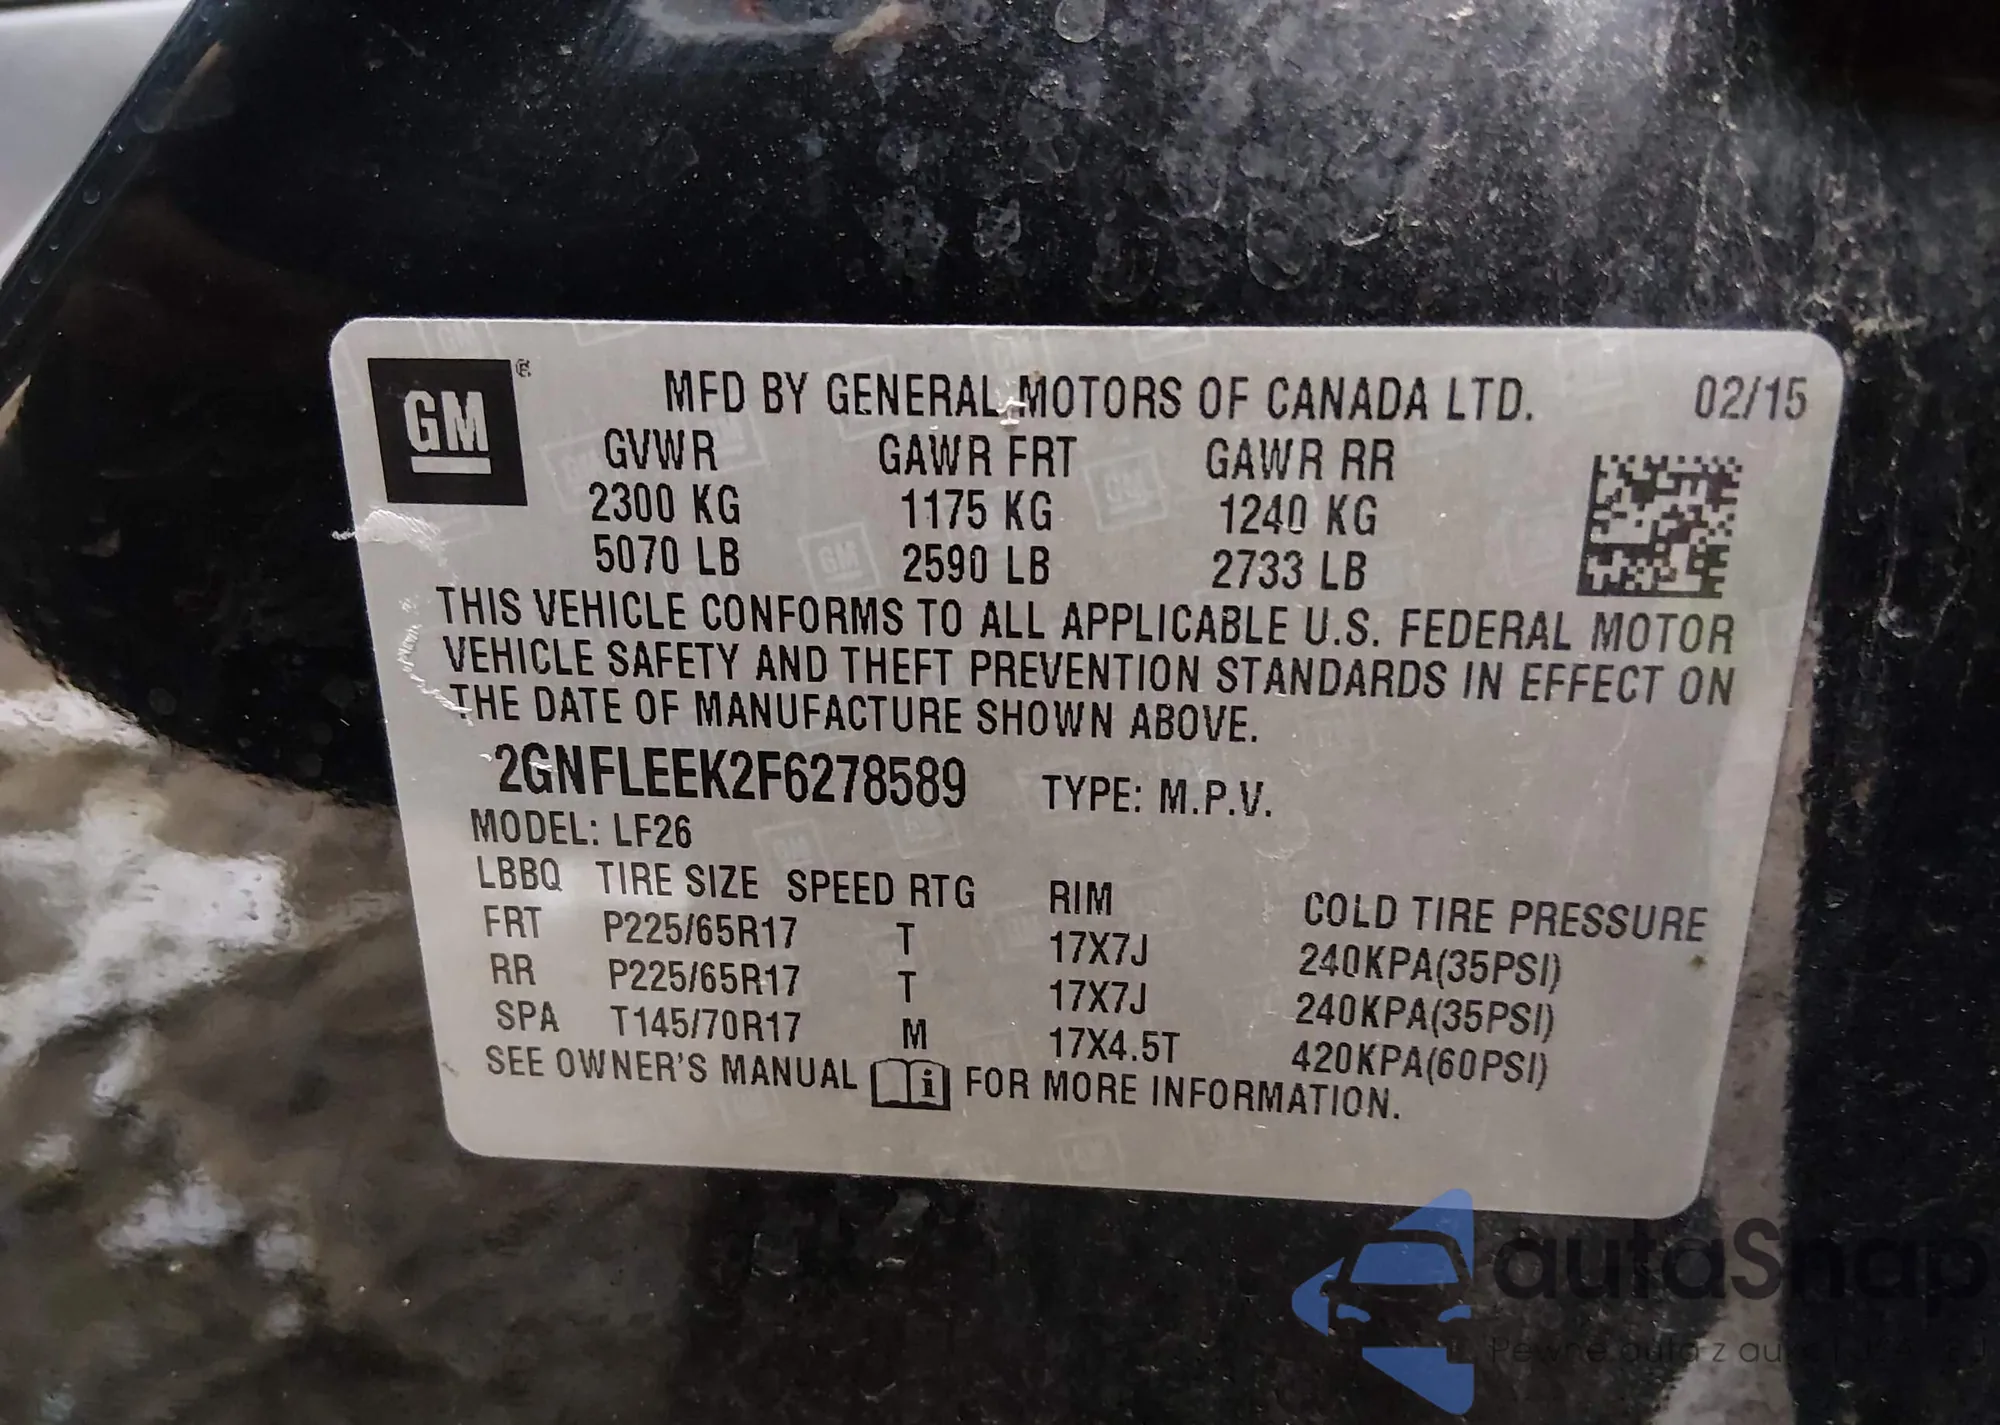 GM®
MFD BY GENERAL MOTORS OF CANADA LTD. 02/15
GVWR GAWR FRT GAWR RR
2300 KG 1175 KG 1240 KG
5070 LB 2590 LB 2733 LB
THIS VEHICLE CONFORMS TO ALL APPLICABLE U.S. FEDERAL MOTOR
VEHICLE SAFETY AND THEFT PREVENTION STANDARDS IN EFFECT ON
THE DATE OF MANUFACTURE SHOWN ABOVE.
2GNFLEEK2F6278589 TYPE: M.P.V.
MODEL: LF26
LBBQ TIRE SIZE SPEED RTG RIM COLD TIRE PRESSURE
FRT P225/65R17 T 17X7J 240KPA(35PSI)
RR P225/65R17 T 17X7J 240KPA(35PSI)
SPA T145/70R17 M 17X4.5T 420KPA(60PSI)
SEE OWNER'S MANUAL i FOR MORE INFORMATION.
autaSnap
Pewne auta z